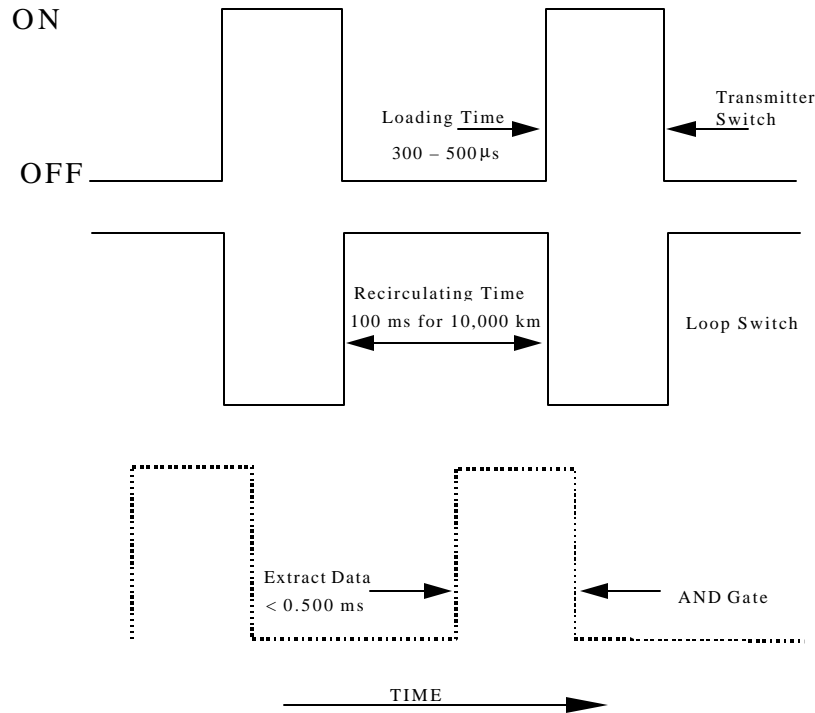 ON
Transmitter
Switch
Loading Time
300 – 500µs
OFF
Recirculating Time
100 ms for 10,000 km
Loop Switch
Extract Data
< 0.500 ms
AND Gate
TIME